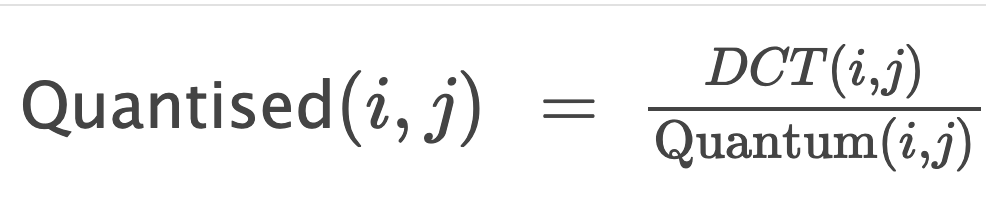 Quantised(i, j) = DCT(i,j)
Quantum(i,j)